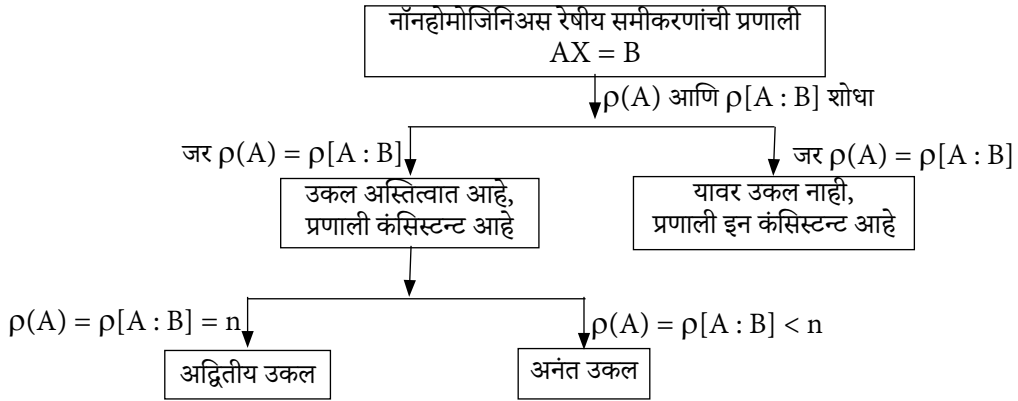 नॉनहोमोजिनिअस रेषीय समीकरणांची प्रणाली
AX = B
ρ(A) आणि ρ[A : B] शोधा
जर ρ(A) = ρ[A : B]
जर ρ(A) = ρ[A : B]
उकल अस्तित्वात आहे,
प्रणाली कंसिस्टन्ट आहे
यावर उकल नाही,
प्रणाली इन कंसिस्टन्ट आहे
ρ(A) = ρ[A : B] = n
ρ(A) = ρ[A : B] < n
अद्वितीय उकल
अनंत उकल